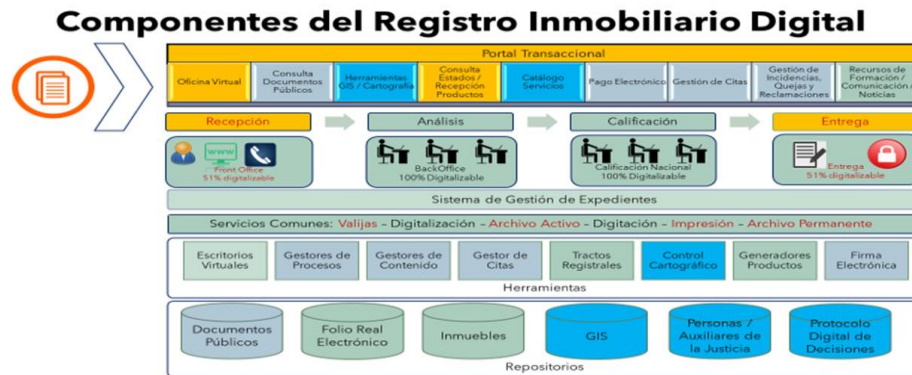 Componentes del Registro Inmobiliario Digital
Portal Transaccional
Oficina Virtual
Consulta
Documentos
Públicos
Herramientas
GIS / Cartografía
Consulta
Estados /
Recepción
Productos
Catálogo
Servicios
Pago Electrónico
Gestión de Citas
Gestión de
Incidencias,
Quejas y
Reclamaciones
Recursos de
Formación /
Comunicación /
Noticias
Recepción
Análisis
Calificación
Entrega
www
Front Office
51% digitalizable
BackOffice
100% Digitalizable
Calificación Nacional
100% Digitalizable
Entrega
51% digitalizable
Sistema de Gestión de Expedientes
Servicios Comunes: Valijas – Digitalización – Archivo Activo – Digitación – Impresión – Archivo Permanente
Escritorios
Virtuales
Gestores de
Procesos
Gestores de
Contenido
Gestor de
Citas
Tractos
Registrales
Control
Cartográfico
Generadores
Productos
Firma
Electrónica
Herramientas
Documentos
Públicos
Folio Real
Electrónico
Inmuebles
GIS
Personas /
Auxiliares de
la Justicia
Protocolo
Digital de
Decisiones
Repositorios